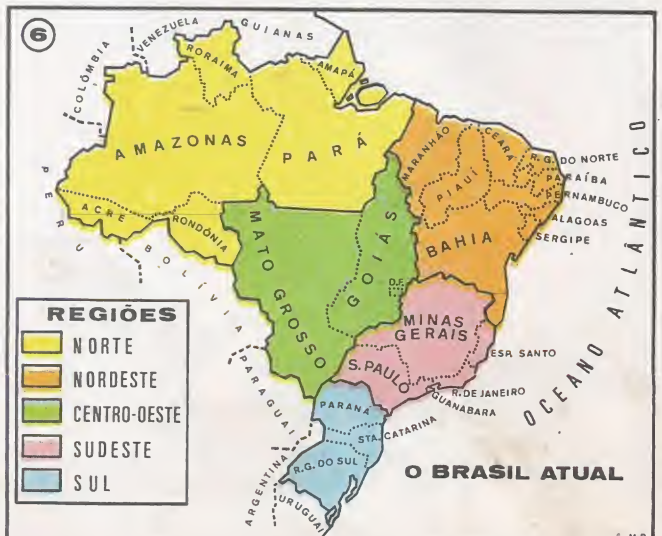 6
COLÔMBIA
VENEZUELA
GUIANAS
RORAIMA
AMAPÁ
AMAZONAS
PARÁ
MARANHÃO
CEARÁ
R. G. DO NORTE
PARAÍBA
PERNAMBUCO
ALAGOAS
SERGIPE
PIAUÍ
BAHIA
PERU
ACRE
RONDÔNIA
BOLÍVIA
MATO GROSSO
GOIÁS
D.F.
MINAS
GERAIS
ESP. SANTO
S. PAULO
R. DE JANEIRO
GUANABARA
OCEANO ATLÂNTICO
PARAGUAI
PARANÁ
STA. CATARINA
R. G. DO SUL
ARGENTINA
URUGUAI
REGIÕES
NORTE
NORDESTE
CENTRO-OESTE
SUDESTE
SUL
O BRASIL ATUAL